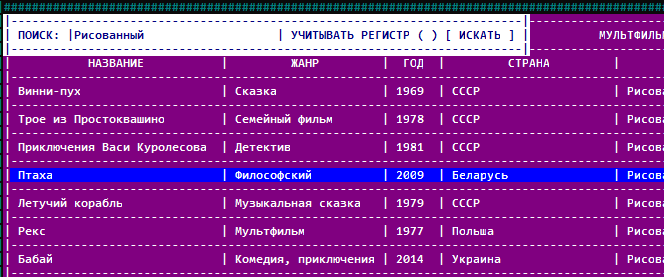 ПОИСК: |Рисованный | УЧИТЫВАТЬ РЕГИСТР ( ) [ ИСКАТЬ ] | МУЛЬТФИЛЬ
| НАЗВАНИЕ | ЖАНР | ГОД | СТРАНА |
| Винни-пух | Сказка | 1969 | СССР | Рисова
| Трое из Простоквашино | Семейный фильм | 1978 | СССР | Рисова
| Приключения Васи Куролесова | Детектив | 1981 | СССР | Рисова
| Птаха | Философский | 2009 | Беларусь | Рисова
| Летучий корабль | Музыкальная сказка | 1979 | СССР | Рисова
| Рекс | Мультфильм | 1977 | Польша | Рисова
| Бабай | Комедия, приключения | 2014 | Украина | Рисова